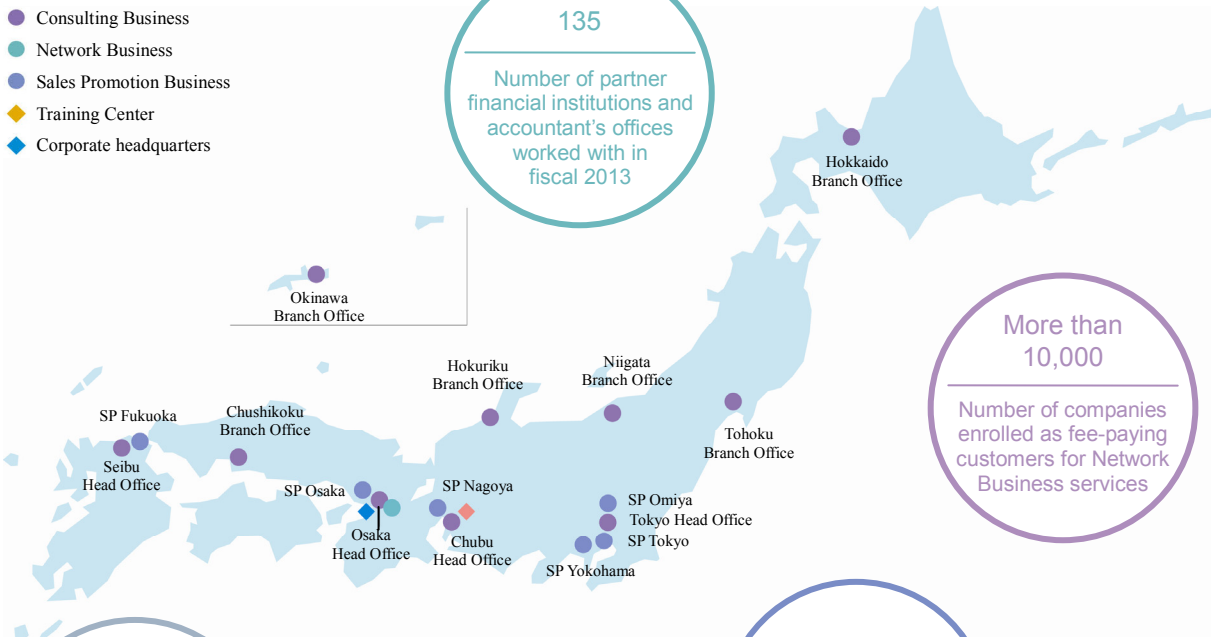 Consulting Business
Network Business
Sales Promotion Business
Training Center
Corporate headquarters
135
Number of partner
financial institutions and
accountant's offices
worked with in
fiscal 2013
Hokkaido
Branch Office
Okinawa
Branch Office
More than
10,000
Number of companies
enrolled as fee-paying
customers for Network
Business services
Hokuriku
Branch Office
Niigata
Branch Office
Tohoku
Branch Office
SP Fukuoka
Chushikoku
Branch Office
Seibu
Head Office
SP Osaka
SP Nagoya
Osaka
Head Office
Chubu
Head Office
SP Omiya
Tokyo Head Office
SP Tokyo
SP Yokohama